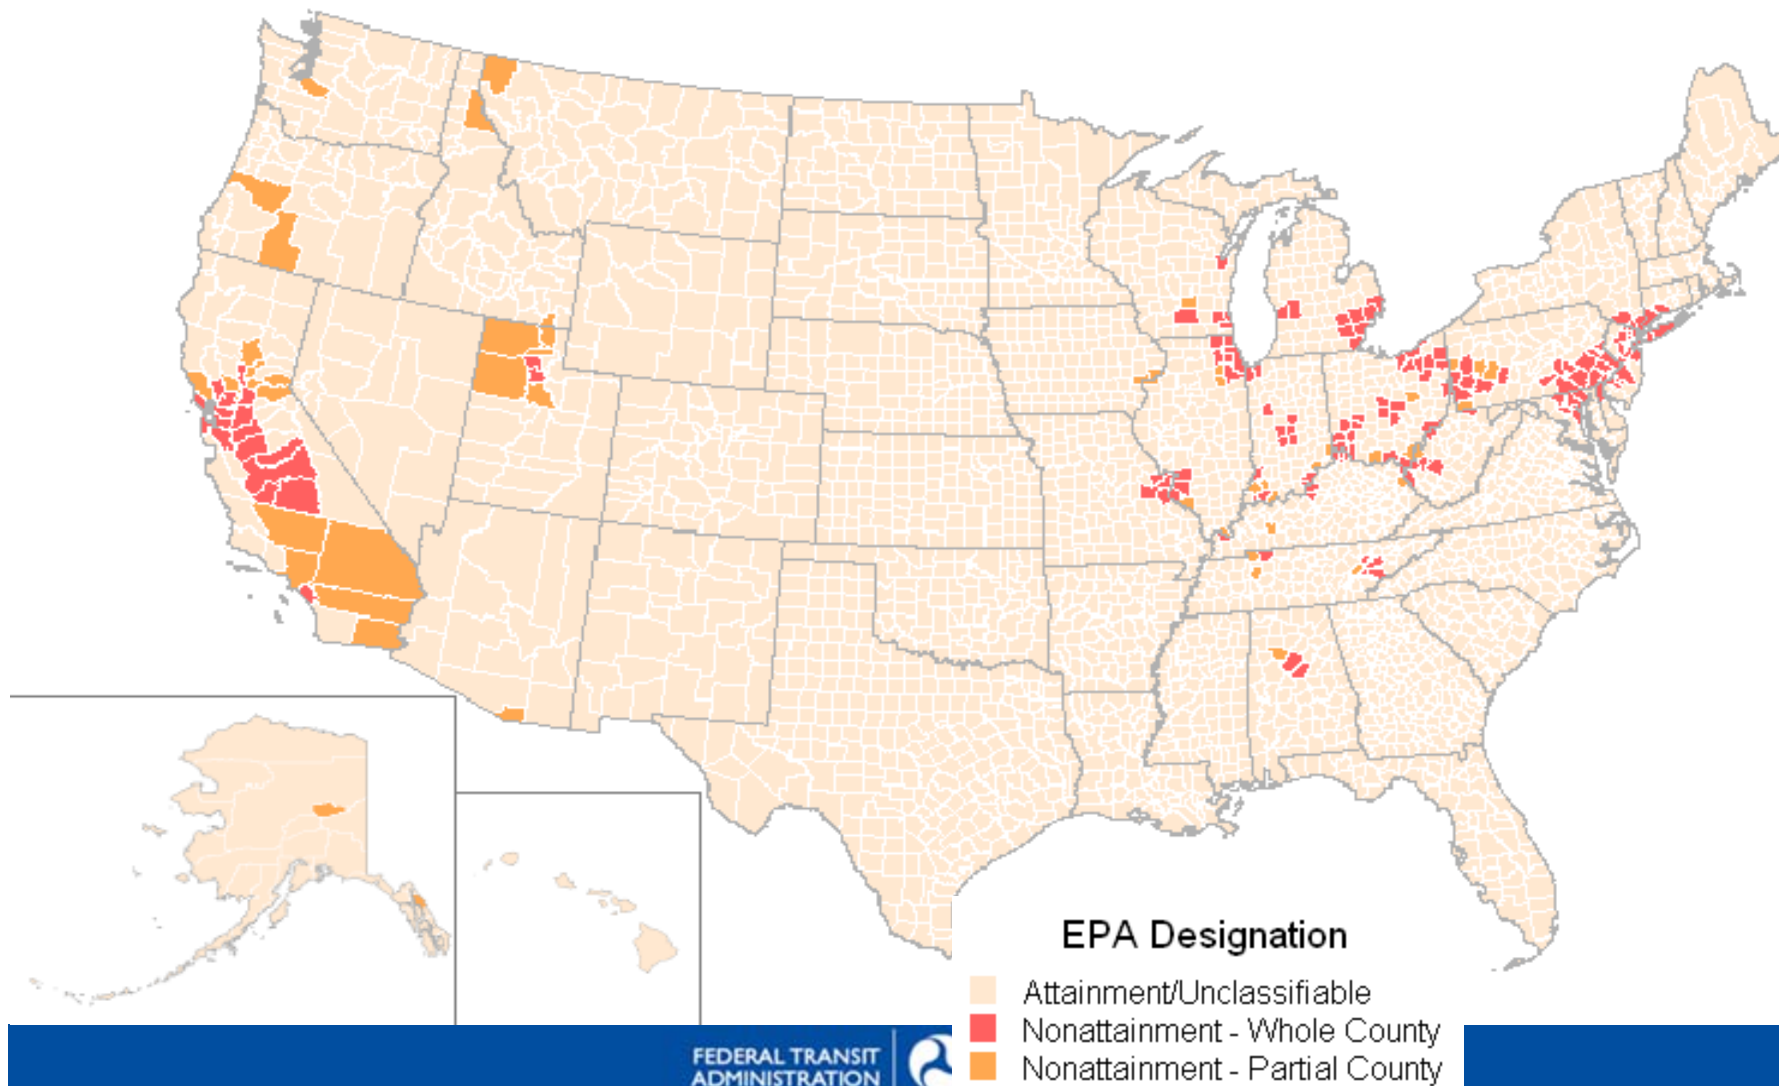 EPA Designation
Attainment/Unclassifiable
Nonattainment - Whole County
Nonattainment - Partial County
FEDERAL TRANSIT
ADMINISTRATION